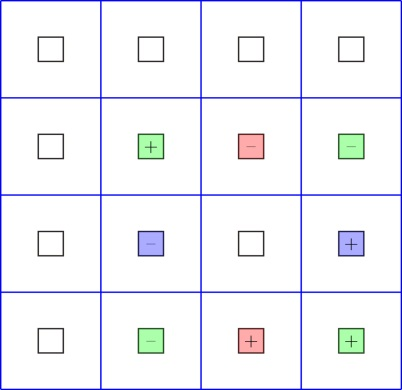 + − −
− +
− + +